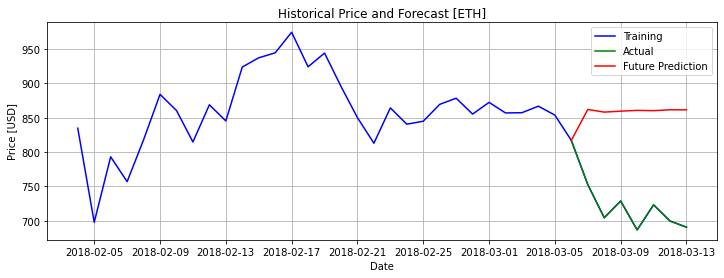 Historical Price and Forecast [ETH]
Training
Actual
Future Prediction
Price [USD]
950
900
850
800
750
700
2018-02-05 2018-02-09 2018-02-13 2018-02-17 2018-02-21 2018-02-25 2018-03-01 2018-03-05 2018-03-09 2018-03-13
Date